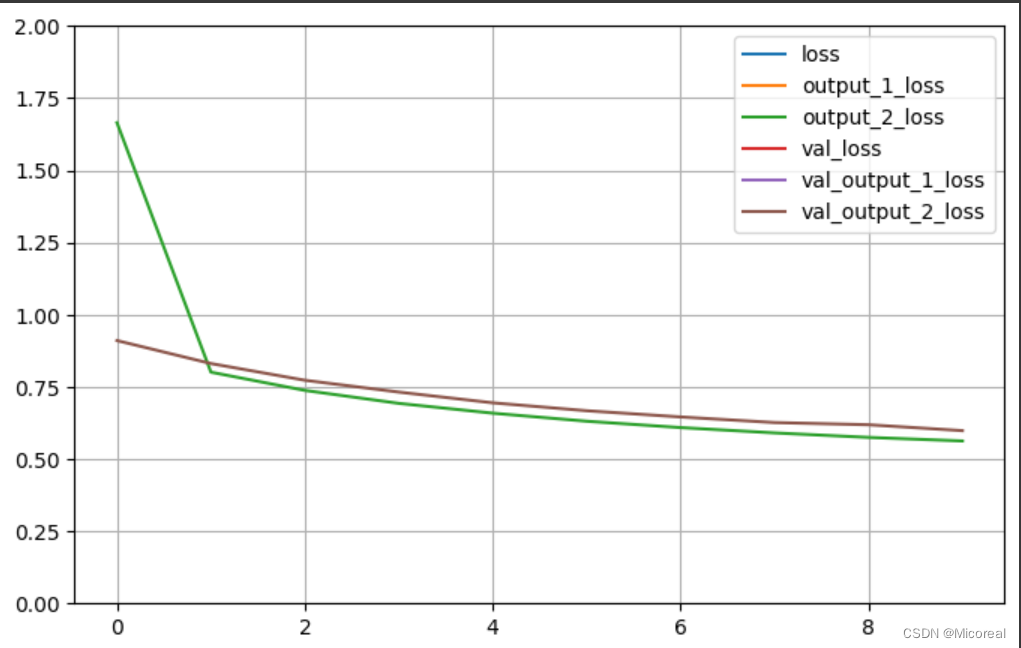 2.00
1.75
1.50
1.25
1.00
0.75
0.50
0.25
0.00
loss
output_1_loss
output_2_loss
val_loss
val_output_1_loss
val_output_2_loss
0 2 4 6 8
CSDN @Micoreal